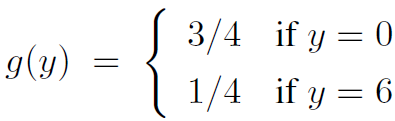 g(y) = { 3/4 if y = 0
1/4 if y = 6